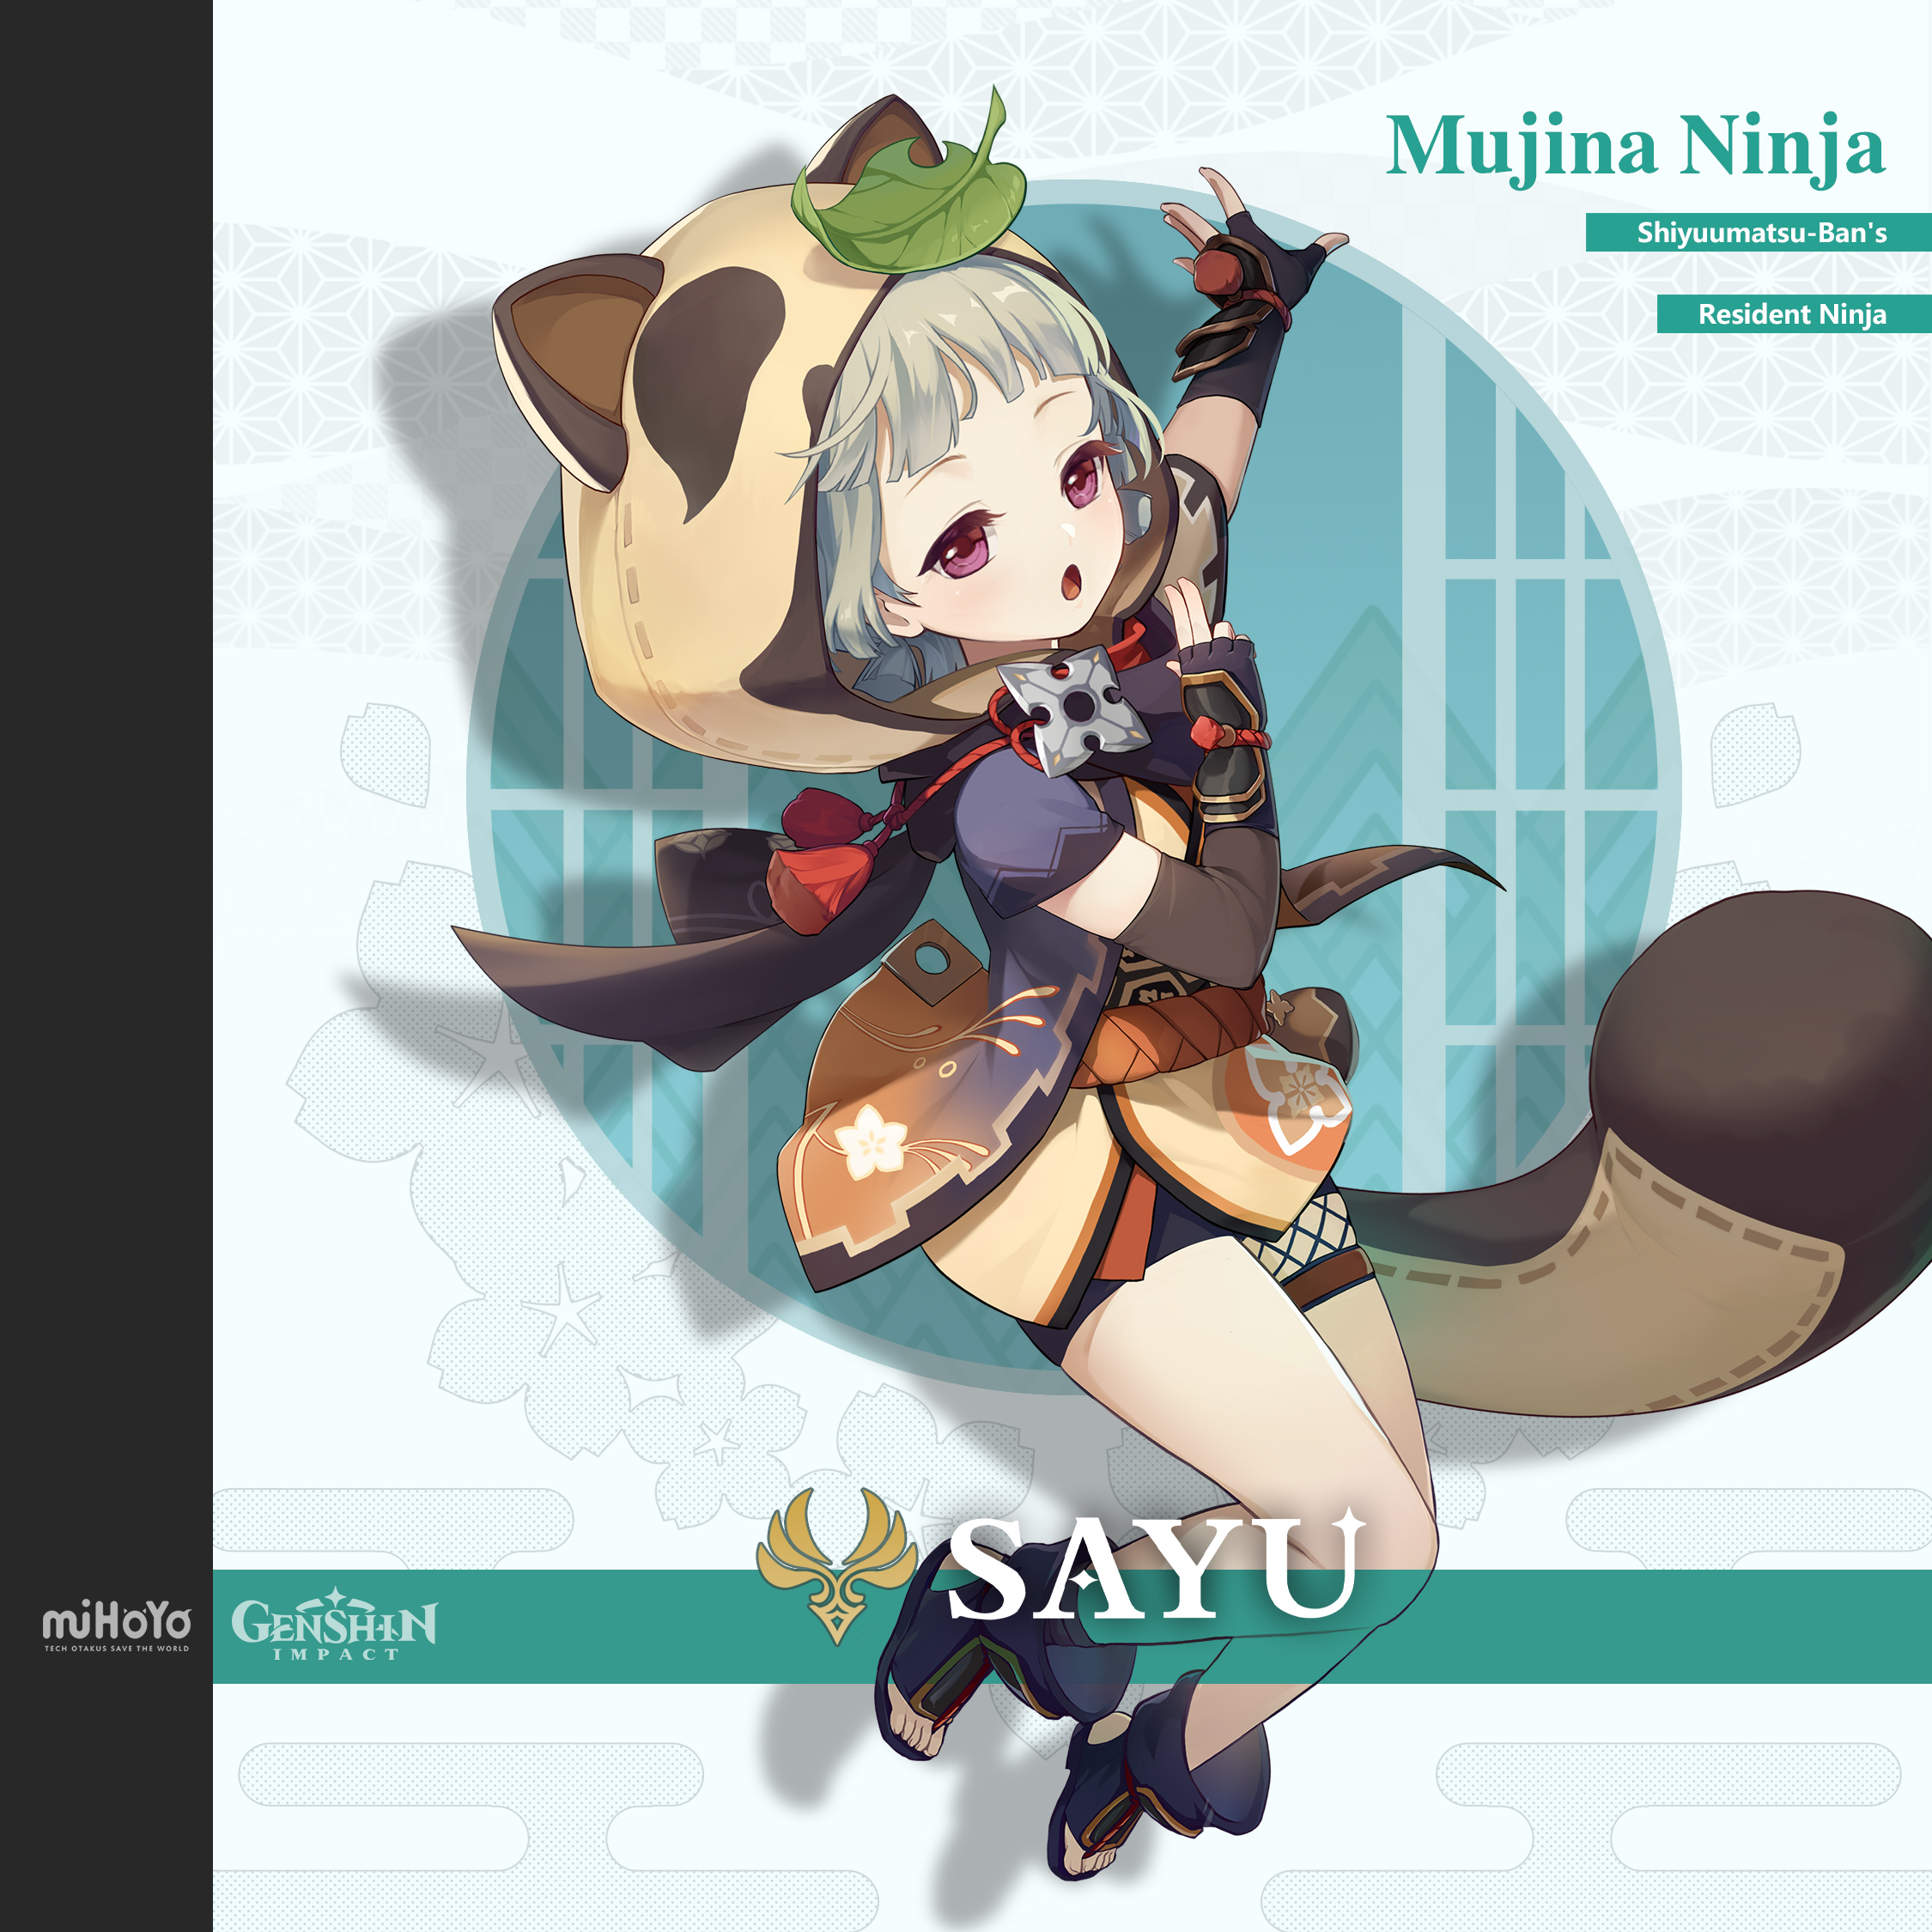 Mujina Ninja
Shiyuumatsu-Ban's
Resident Ninja
SAYU
miHoYo
TECH OTAKUS SAVE THE WORLD
GENSHIN
IMPACT